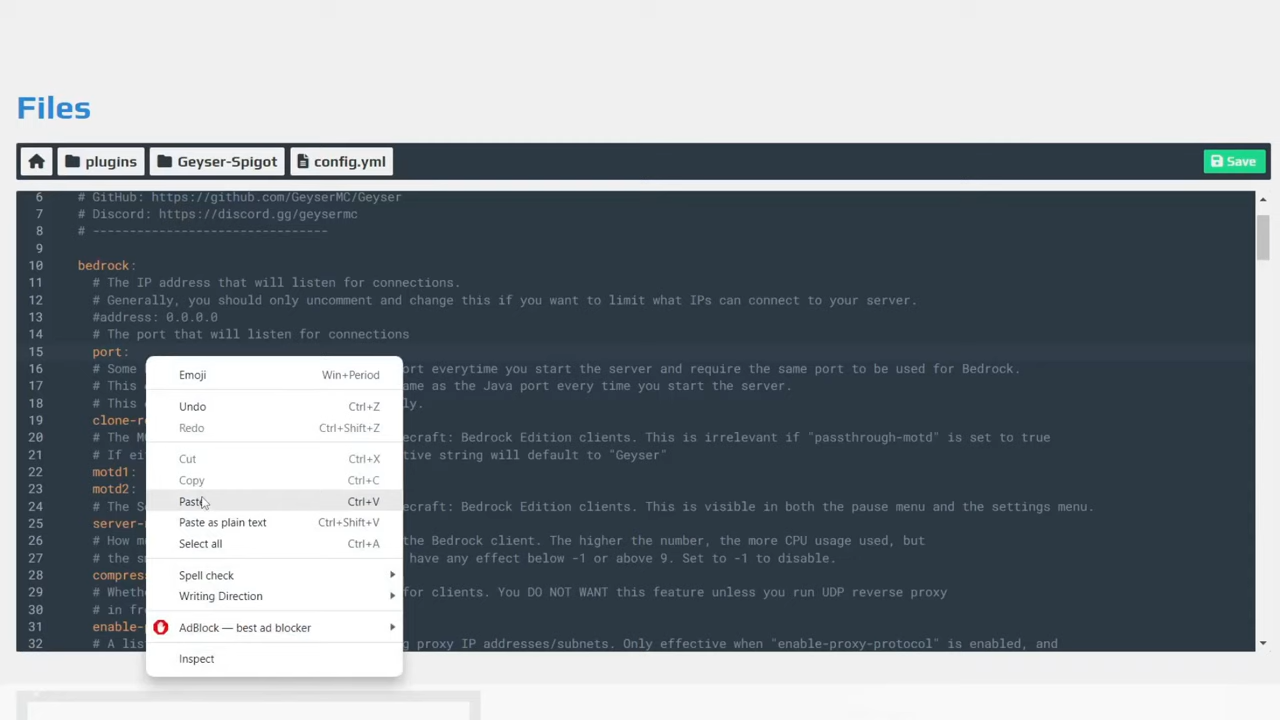 Files
plugins
Geyser-Spigot
config.yml
Save
6 # GitHub: https://github.com/GeyserMC/Geyser
7 # Discord: https://discord.gg/geysermc
8 # --------------------------------
9
10 bedrock:
11 # The IP address that will listen for connections.
12 # Generally, you should only uncomment and change this if you want to limit what IPs can connect to your server.
13 #address: 0.0.0.0
14 # The port that will listen for connections
15 port:
16 # Some ort everytime you start the server and require the same port to be used for Bedrock.
17 # This ame as the Java port every time you start the server.
18 # This ly.
19 clone-re
20 # The M ecraft: Bedrock Edition clients. This is irrelevant if "passthrough-motd" is set to true
21 # If ei tive string will default to "Geyser"
22 motd1:
23 motd2:
24 # The S ecraft: Bedrock Edition clients. This is visible in both the pause menu and the settings menu.
25 server-
26 # How m the Bedrock client. The higher the number, the more CPU usage used, but
27 # the s have any effect below -1 or above 9. Set to -1 to disable.
28 compres
29 # Wheth for clients. You DO NOT WANT this feature unless you run UDP reverse proxy
30 # in fr
31 enable-
32 # A lis ng proxy IP addresses/subnets. Only effective when "enable-proxy-protocol" is enabled, and
Emoji Win+Period
Undo Ctrl+Z
Redo Ctrl+Shift+Z
Cut Ctrl+X
Copy Ctrl+C
Paste Ctrl+V
Paste as plain text Ctrl+Shift+V
Select all Ctrl+A
Spell check
Writing Direction
AdBlock — best ad blocker
Inspect